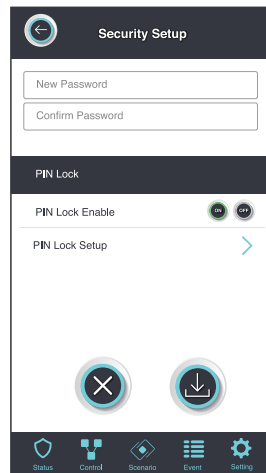 Security Setup
New Password
Confirm Password
PIN Lock
PIN Lock Enable ON OFF
PIN Lock Setup
Status Control Scenario Event Setting